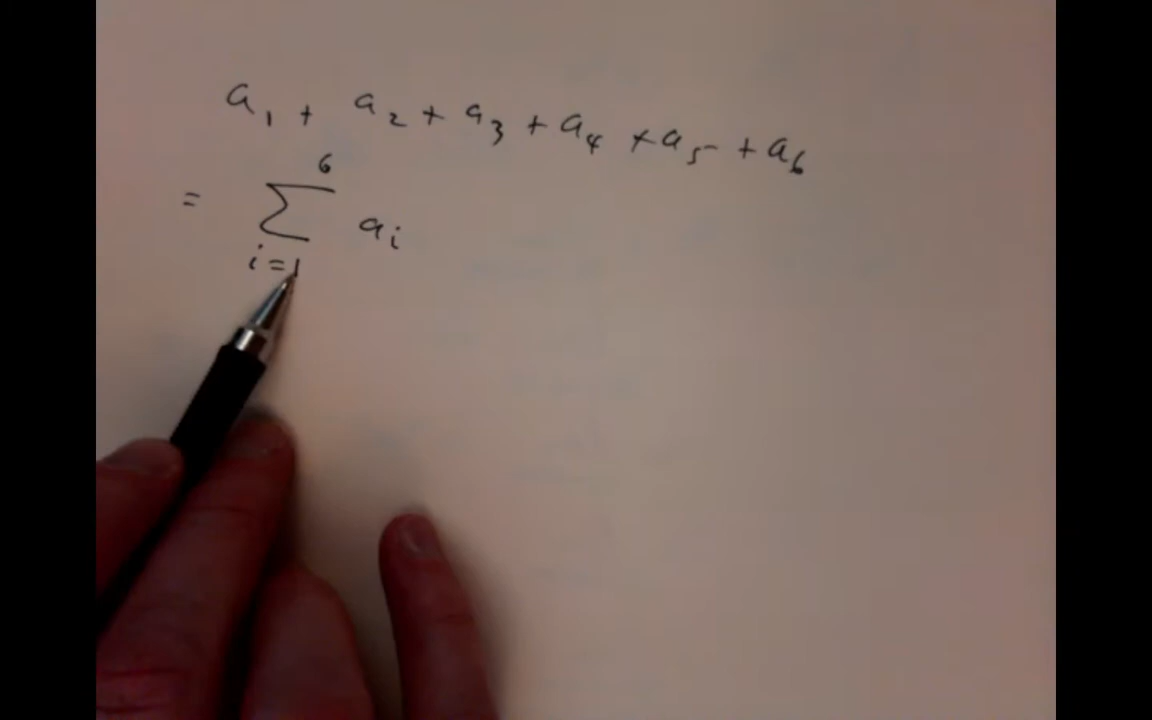 a₁ + a₂ + a₃ + a₄ + a₅ + a₆
= ∑_{i=1}^{6} aᵢ